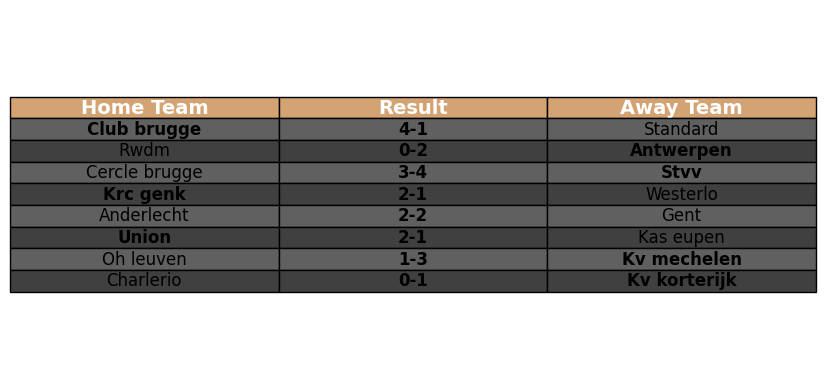 Home Team Result Away Team
Club brugge 4-1 Standard
Rwdm 0-2 Antwerpen
Cercle brugge 3-4 Stvv
Krc genk 2-1 Westerlo
Anderlecht 2-2 Gent
Union 2-1 Kas eupen
Oh leuven 1-3 Kv mechelen
Charlerio 0-1 Kv korterijk